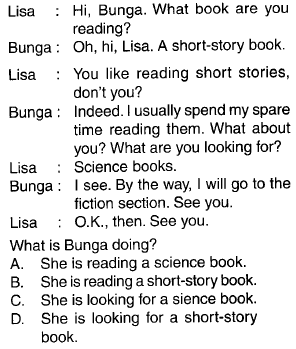 Lisa : Hi, Bunga. What book are you
reading?
Bunga : Oh, hi, Lisa. A short-story book.
Lisa : You like reading short stories,
don't you?
Bunga : Indeed. I usually spend my spare
time reading them. What about
you? What are you looking for?
Lisa : Science books.
Bunga : I see. By the way, I will go to the
fiction section. See you.
Lisa : O.K., then. See you.
What is Bunga doing?
A. She is reading a science book.
B. She is reading a short-story book.
C. She is looking for a sience book.
D. She is looking for a short-story
book.